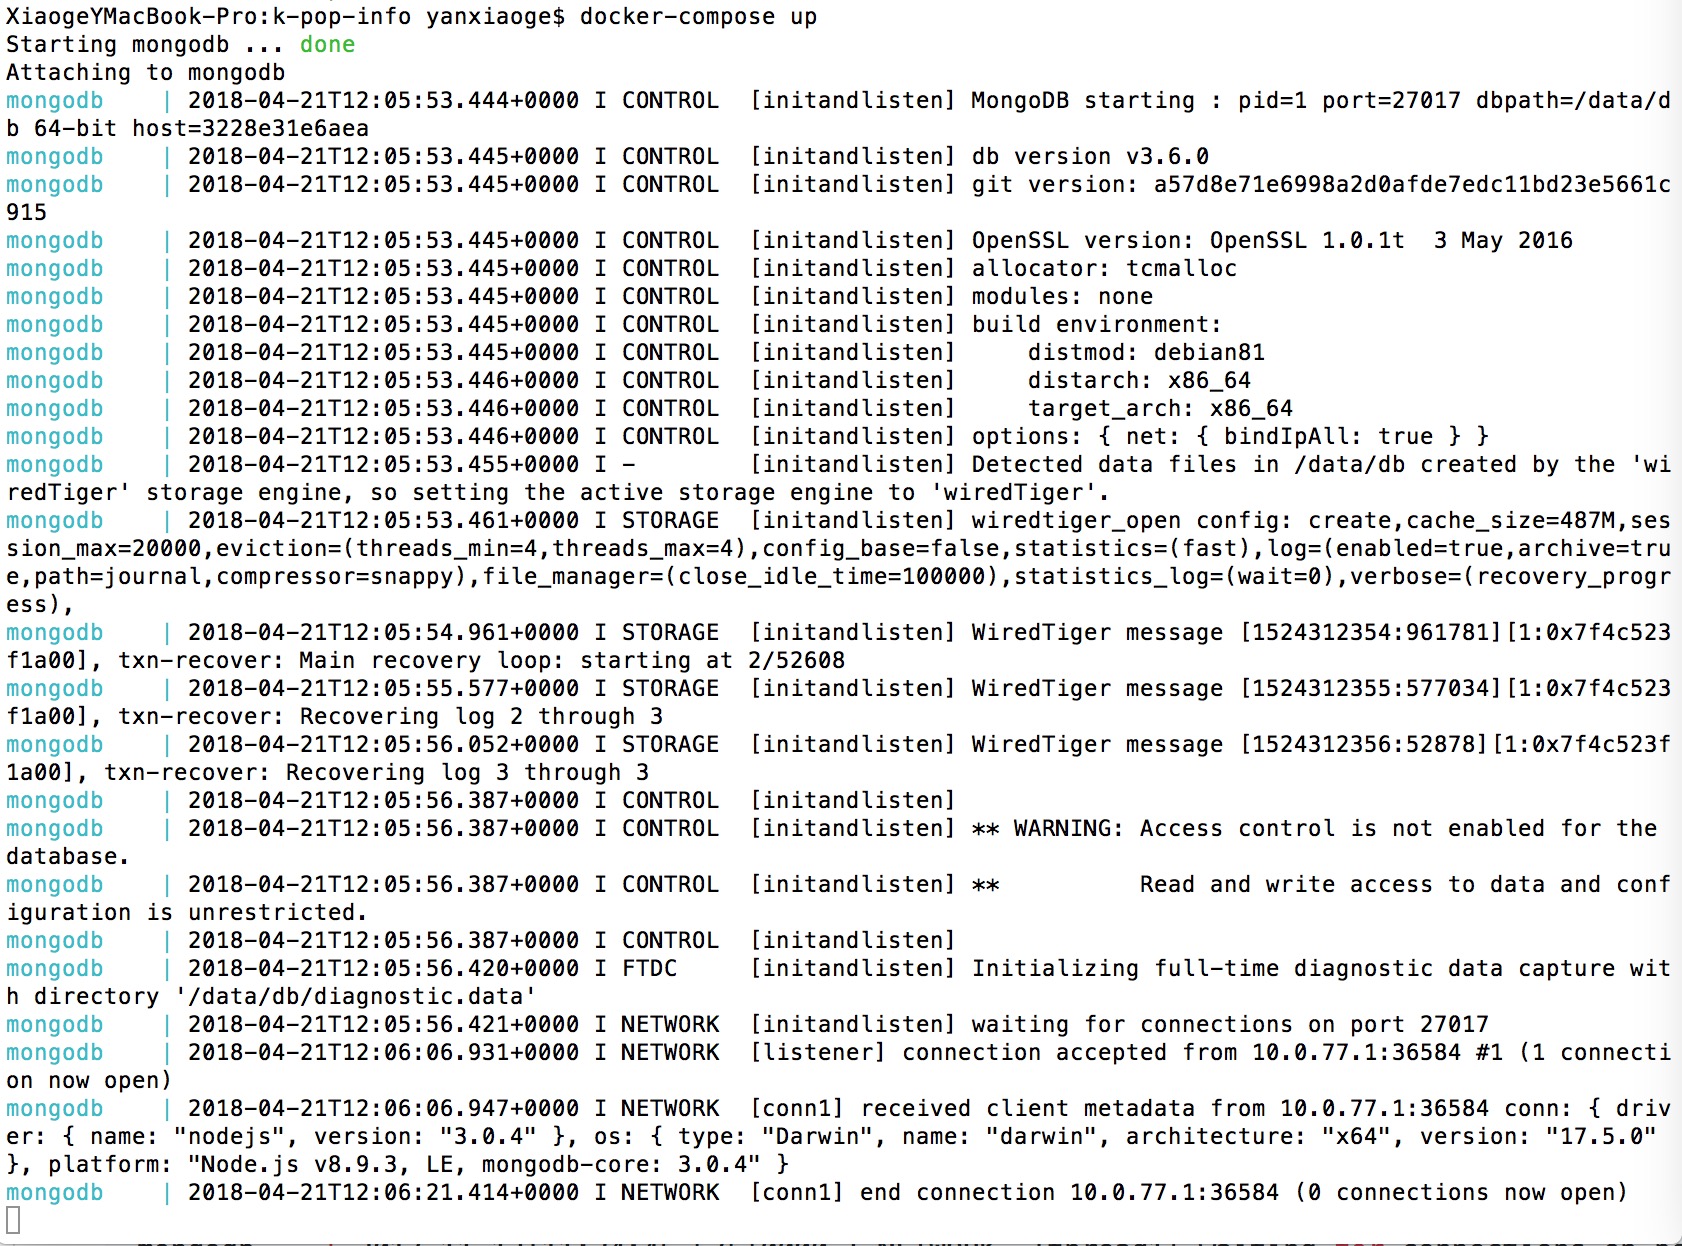 XiaogeYMacBook-Pro:k-pop-info yanxiaoge$ docker-compose up
Starting mongodb ... done
Attaching to mongodb
mongodb    | 2018-04-21T12:05:53.444+0000 I CONTROL  [initandlisten] MongoDB starting : pid=1 port=27017 dbpath=/data/d
b 64-bit host=3228e31e6aea
mongodb    | 2018-04-21T12:05:53.445+0000 I CONTROL  [initandlisten] db version v3.6.0
mongodb    | 2018-04-21T12:05:53.445+0000 I CONTROL  [initandlisten] git version: a57d8e71e6998a2d0afde7edc11bd23e5661c
915
mongodb    | 2018-04-21T12:05:53.445+0000 I CONTROL  [initandlisten] OpenSSL version: OpenSSL 1.0.1t  3 May 2016
mongodb    | 2018-04-21T12:05:53.445+0000 I CONTROL  [initandlisten] allocator: tcmalloc
mongodb    | 2018-04-21T12:05:53.445+0000 I CONTROL  [initandlisten] modules: none
mongodb    | 2018-04-21T12:05:53.445+0000 I CONTROL  [initandlisten] build environment:
mongodb    | 2018-04-21T12:05:53.445+0000 I CONTROL  [initandlisten]     distmod: debian81
mongodb    | 2018-04-21T12:05:53.446+0000 I CONTROL  [initandlisten]     distarch: x86_64
mongodb    | 2018-04-21T12:05:53.446+0000 I CONTROL  [initandlisten]     target_arch: x86_64
mongodb    | 2018-04-21T12:05:53.446+0000 I CONTROL  [initandlisten] options: { net: { bindIpAll: true } }
mongodb    | 2018-04-21T12:05:53.455+0000 I -        [initandlisten] Detected data files in /data/db created by the 'wi
redTiger' storage engine, so setting the active storage engine to 'wiredTiger'.
mongodb    | 2018-04-21T12:05:53.461+0000 I STORAGE  [initandlisten] wiredtiger_open config: create,cache_size=487M,ses
sion_max=20000,eviction=(threads_min=4,threads_max=4),config_base=false,statistics=(fast),log=(enabled=true,archive=tru
e,path=journal,compressor=snappy),file_manager=(close_idle_time=100000),statistics_log=(wait=0),verbose=(recovery_progr
ess),
mongodb    | 2018-04-21T12:05:54.961+0000 I STORAGE  [initandlisten] WiredTiger message [1524312354:961781][1:0x7f4c523
f1a00], txn-recover: Main recovery loop: starting at 2/52608
mongodb    | 2018-04-21T12:05:55.577+0000 I STORAGE  [initandlisten] WiredTiger message [1524312355:577034][1:0x7f4c523
f1a00], txn-recover: Recovering log 2 through 3
mongodb    | 2018-04-21T12:05:56.052+0000 I STORAGE  [initandlisten] WiredTiger message [1524312356:52878][1:0x7f4c523f
1a00], txn-recover: Recovering log 3 through 3
mongodb    | 2018-04-21T12:05:56.387+0000 I CONTROL  [initandlisten]
mongodb    | 2018-04-21T12:05:56.387+0000 I CONTROL  [initandlisten] ** WARNING: Access control is not enabled for the
database.
mongodb    | 2018-04-21T12:05:56.387+0000 I CONTROL  [initandlisten] **          Read and write access to data and conf
iguration is unrestricted.
mongodb    | 2018-04-21T12:05:56.387+0000 I CONTROL  [initandlisten]
mongodb    | 2018-04-21T12:05:56.420+0000 I FTDC     [initandlisten] Initializing full-time diagnostic data capture wit
h directory '/data/db/diagnostic.data'
mongodb    | 2018-04-21T12:05:56.421+0000 I NETWORK  [initandlisten] waiting for connections on port 27017
mongodb    | 2018-04-21T12:06:06.931+0000 I NETWORK  [listener] connection accepted from 10.0.77.1:36584 #1 (1 connecti
on now open)
mongodb    | 2018-04-21T12:06:06.947+0000 I NETWORK  [conn1] received client metadata from 10.0.77.1:36584 conn: { driv
er: { name: "nodejs", version: "3.0.4" }, os: { type: "Darwin", name: "darwin", architecture: "x64", version: "17.5.0"
}, platform: "Node.js v8.9.3, LE, mongodb-core: 3.0.4" }
mongodb    | 2018-04-21T12:06:21.414+0000 I NETWORK  [conn1] end connection 10.0.77.1:36584 (0 connections now open)